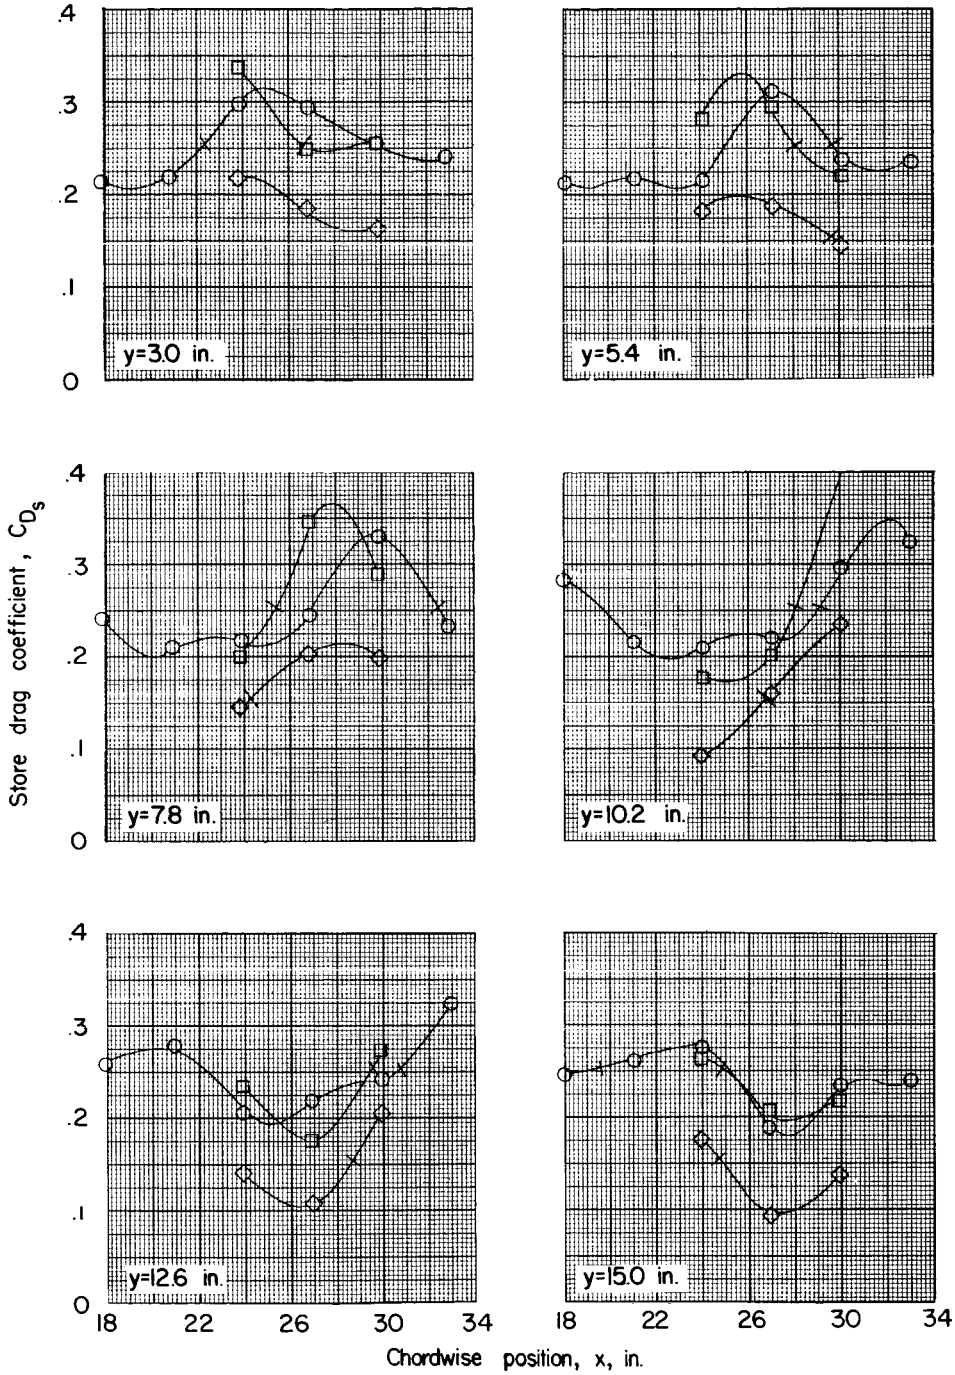 .4
.3
.2
.1
0
y=3.0 in.
y=5.4 in.
.4
.3
.2
.1
0
y=7.8 in.
y=10.2 in.
Store drag coefficient, C_Ds
.4
.3
.2
.1
0
y=12.6 in.
y=15.0 in.
18 22 26 30 34
18 22 26 30 34
Chordwise position, x, in.